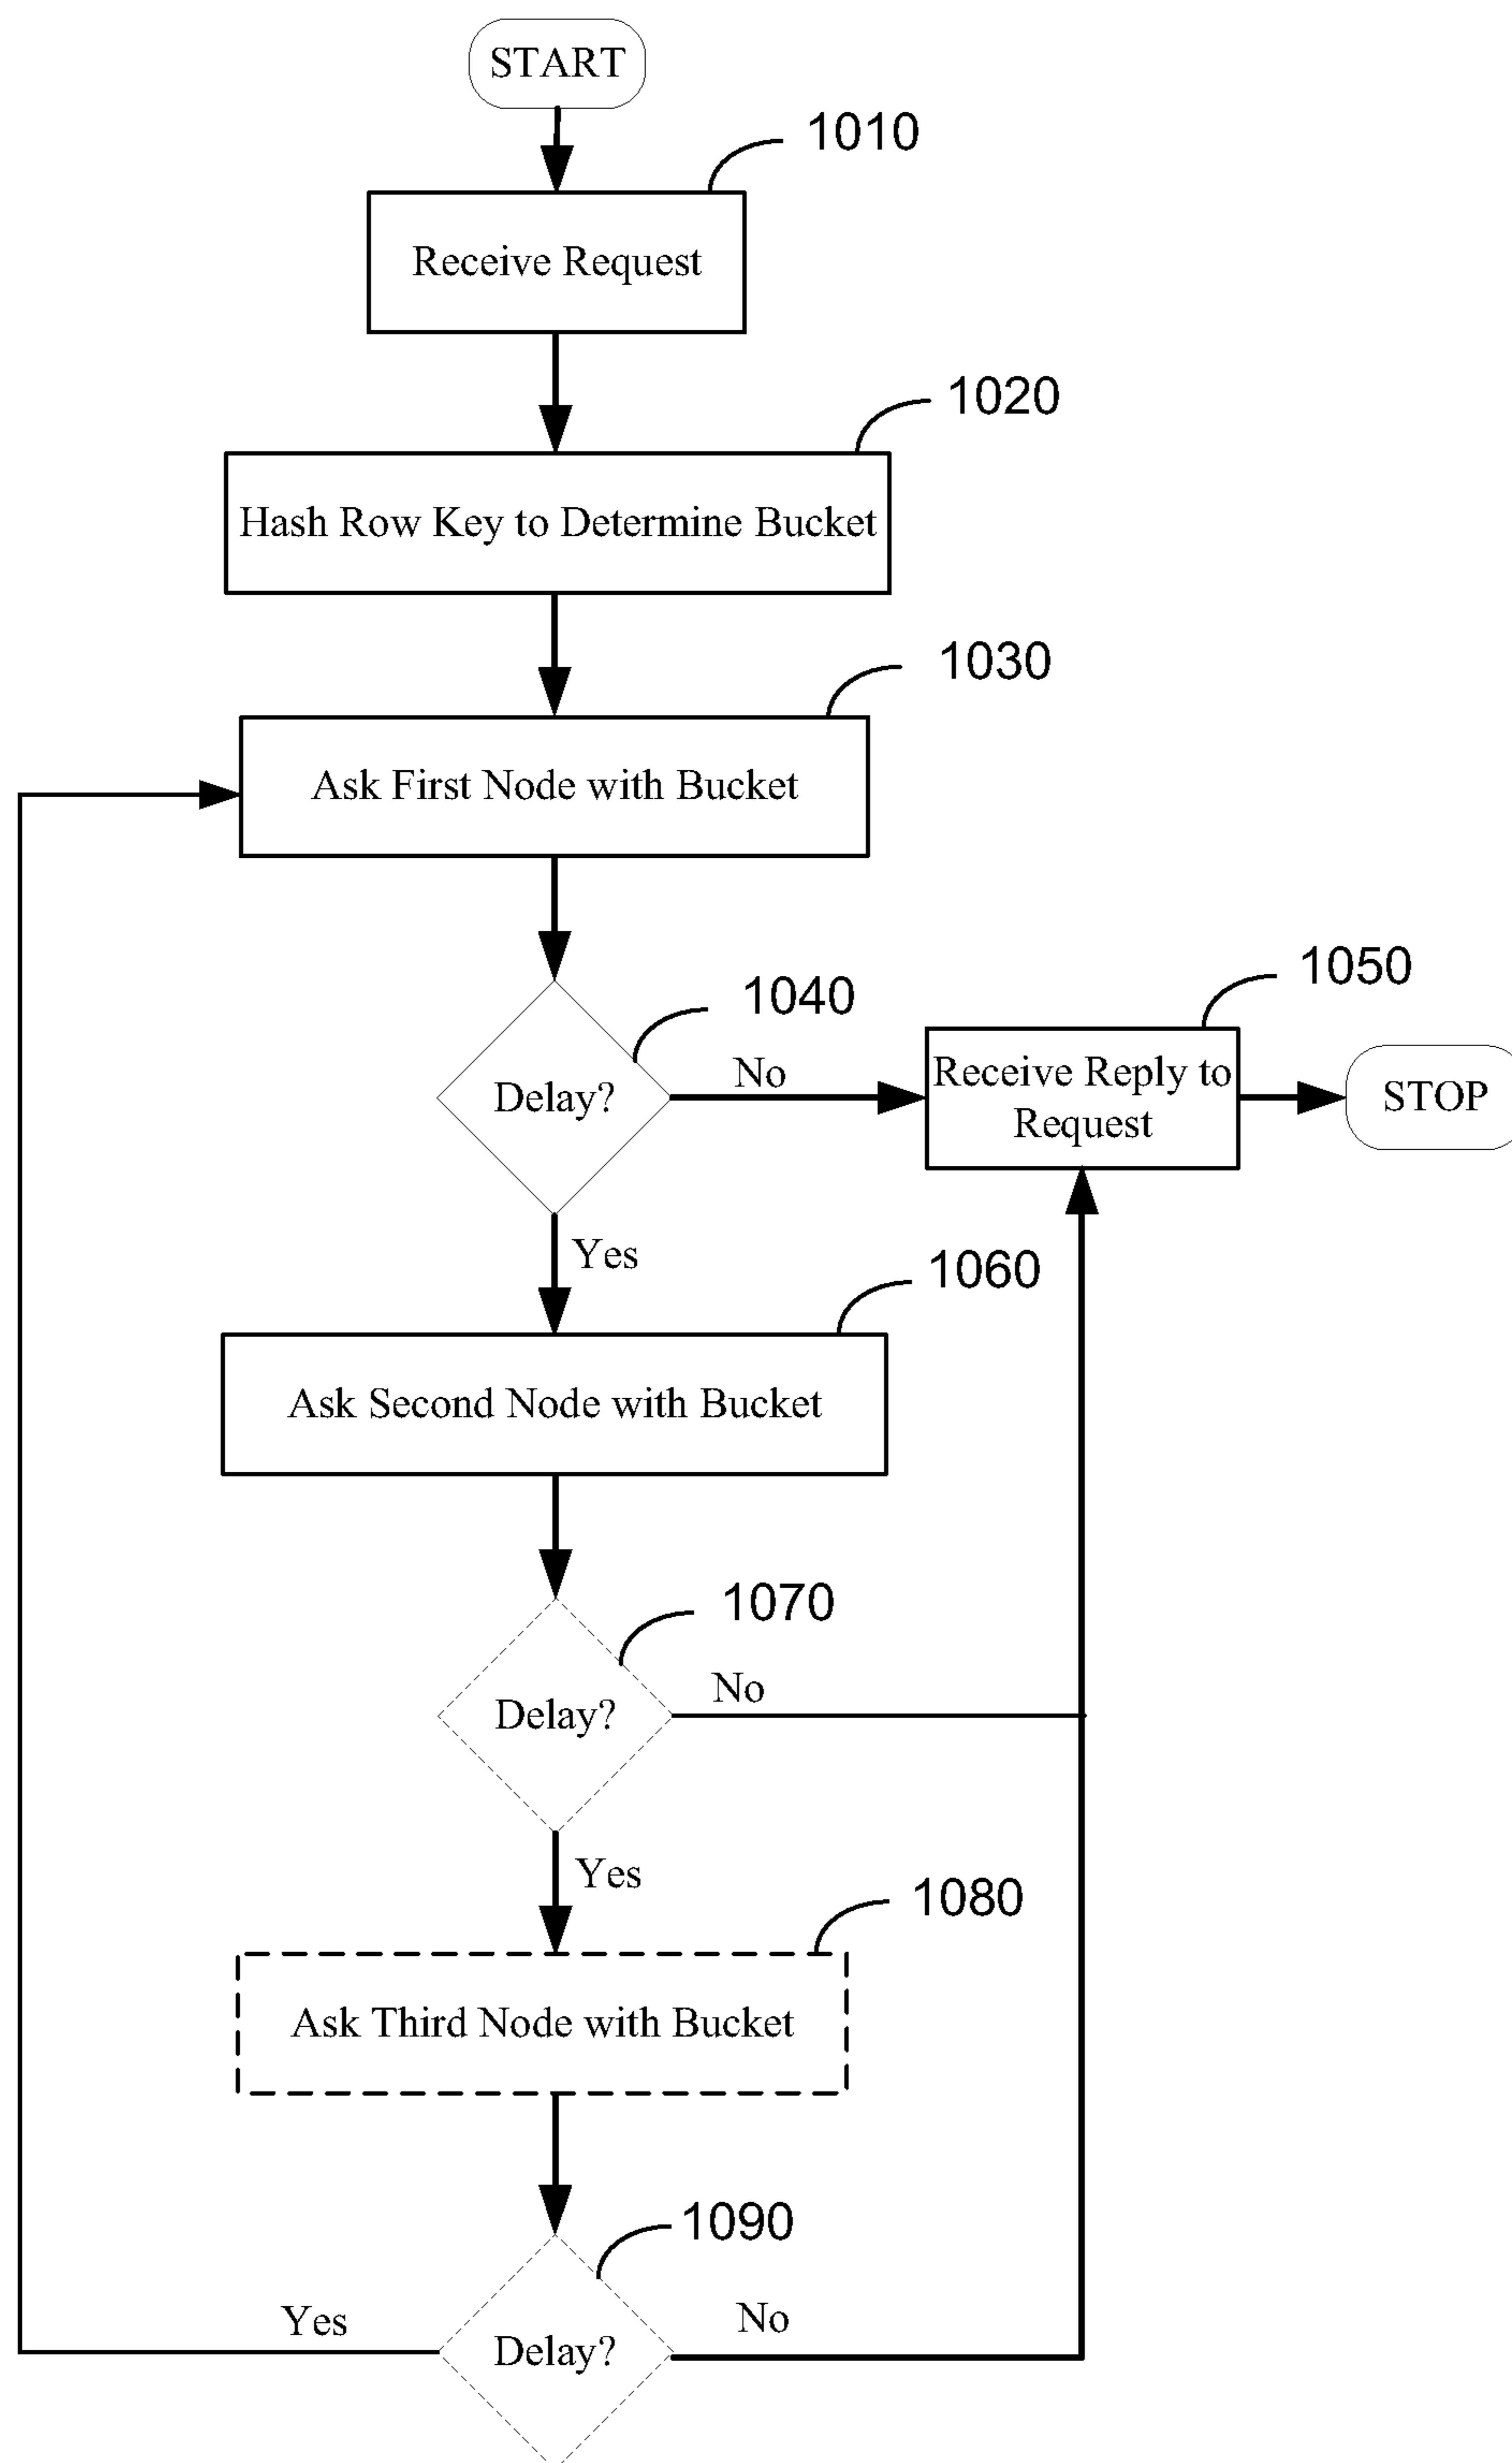 START
1010
Receive Request
1020
Hash Row Key to Determine Bucket
1030
Ask First Node with Bucket
1040
Delay?
No
1050
Receive Reply to
Request
STOP
Yes
1060
Ask Second Node with Bucket
1070
Delay?
No
Yes
1080
Ask Third Node with Bucket
1090
Yes
Delay?
No